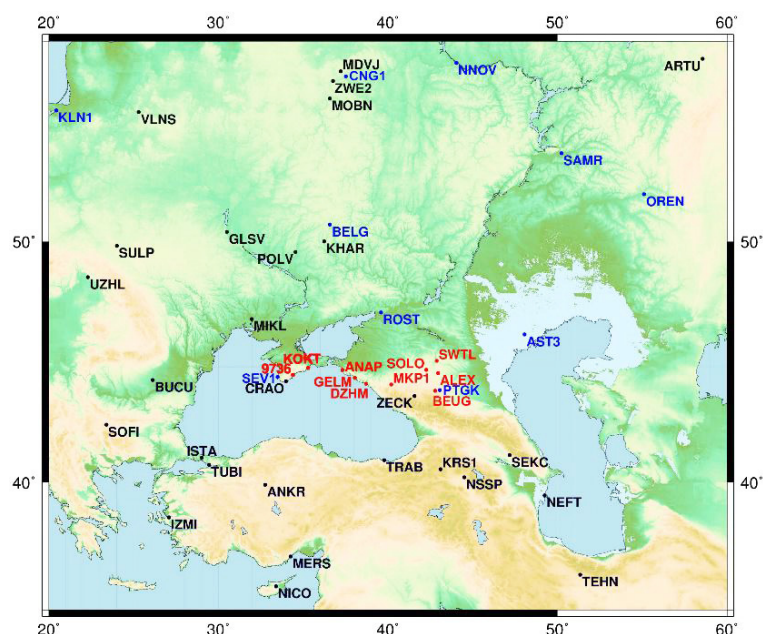 20° 30° 40° 50° 60°
MDVJ
CNG1
NNOV
ARTU
ZWE2
MOBN
KLN1
VLNS
SAMR
OREN
BELG
GLSV
KHAR
50° 50°
SULP
POLV
UZHL
ROST
MIKL
AST3
KOKT
SWTL
9736
ANAP
SOLO
SEV1
GELM
MKP1
ALEX
BUCU
CRAO
DZHM
PTGK
ZECK
BEUG
SOFI
ISTA
TUBI
TRAB
KRS1
SEKC
40° 40°
NSSP
ANKR
NEFT
IZMI
MERS
TEHN
NICO
20° 30° 40° 50° 60°